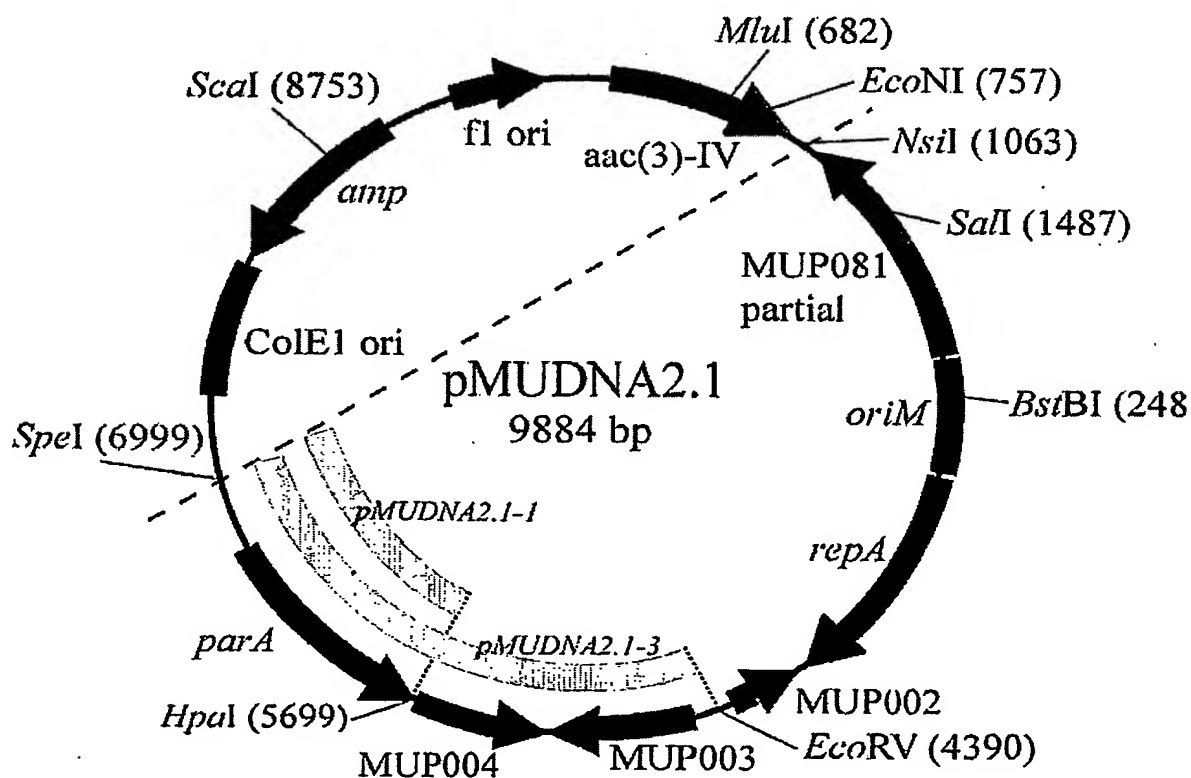 MluI (682)
ScaI (8753)
EcoNI (757)
f1 ori
aac(3)-IV
NsiI (1063)
amp
SalI (1487)
MUP081
partial
ColE1 ori
pMUDNA2.1
9884 bp
oriM
BstBI (248
SpeI (6999)
pMUDNA2.1-1
repA
parA
pMUDNA2.1-3
HpaI (5699)
MUP002
MUP004
MUP003
EcoRV (4390)